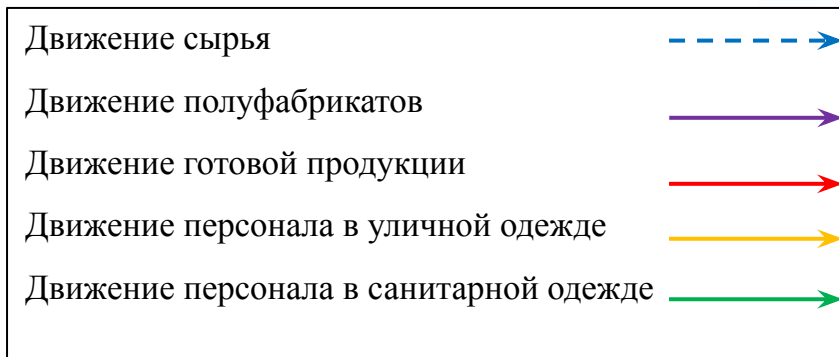 Движение сырья
Движение полуфабрикатов
Движение готовой продукции
Движение персонала в уличной одежде
Движение персонала в санитарной одежде